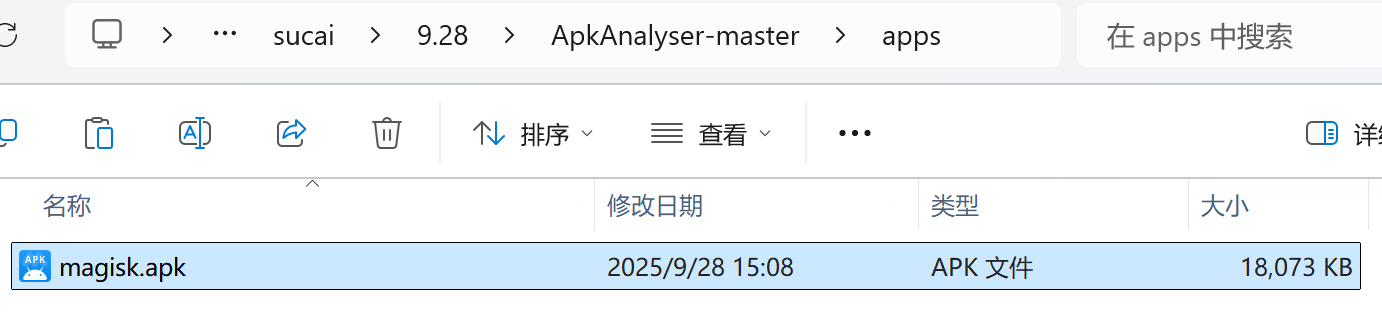 ··· sucai 9.28 ApkAnalyser-master apps 在 apps 中搜索
排序 查看 ··· 详
名称 修改日期 类型 大小
APK magisk.apk 2025/9/28 15:08 APK 文件 18,073 KB